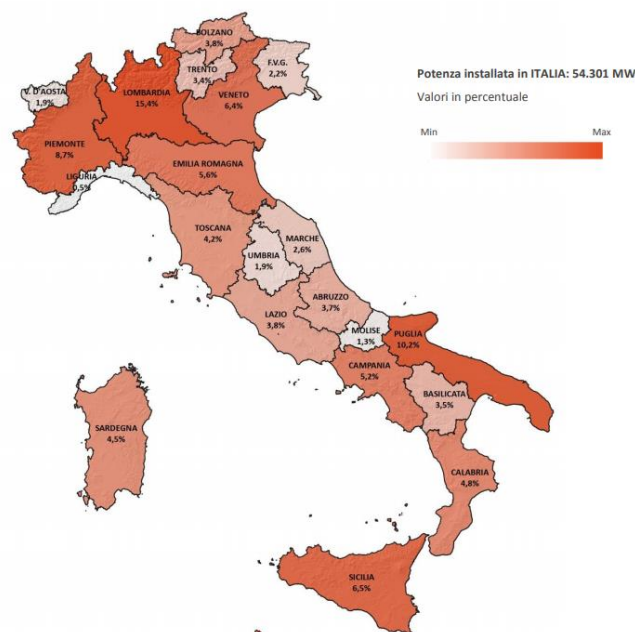 BOLZANO
3,8%
F.V.G.
2,2%
TRENTO
3,4%
Potenza installata in ITALIA: 54.301 MW
Valori in percentuale
Min
Max
V. D'AOSTA
1,9%
LOMBARDIA
15,4%
VENETO
6,4%
PIEMONTE
8,7%
EMILIA ROMAGNA
5,6%
LIGURIA
0,5%
TOSCANA
4,2%
MARCHE
2,6%
UMBRIA
1,9%
ABRUZZO
3,7%
LAZIO
3,8%
MOLISE
1,3%
PUGLIA
10,2%
CAMPANIA
5,2%
BASILICATA
3,5%
SARDEGNA
4,5%
CALABRIA
4,8%
SICILIA
6,5%